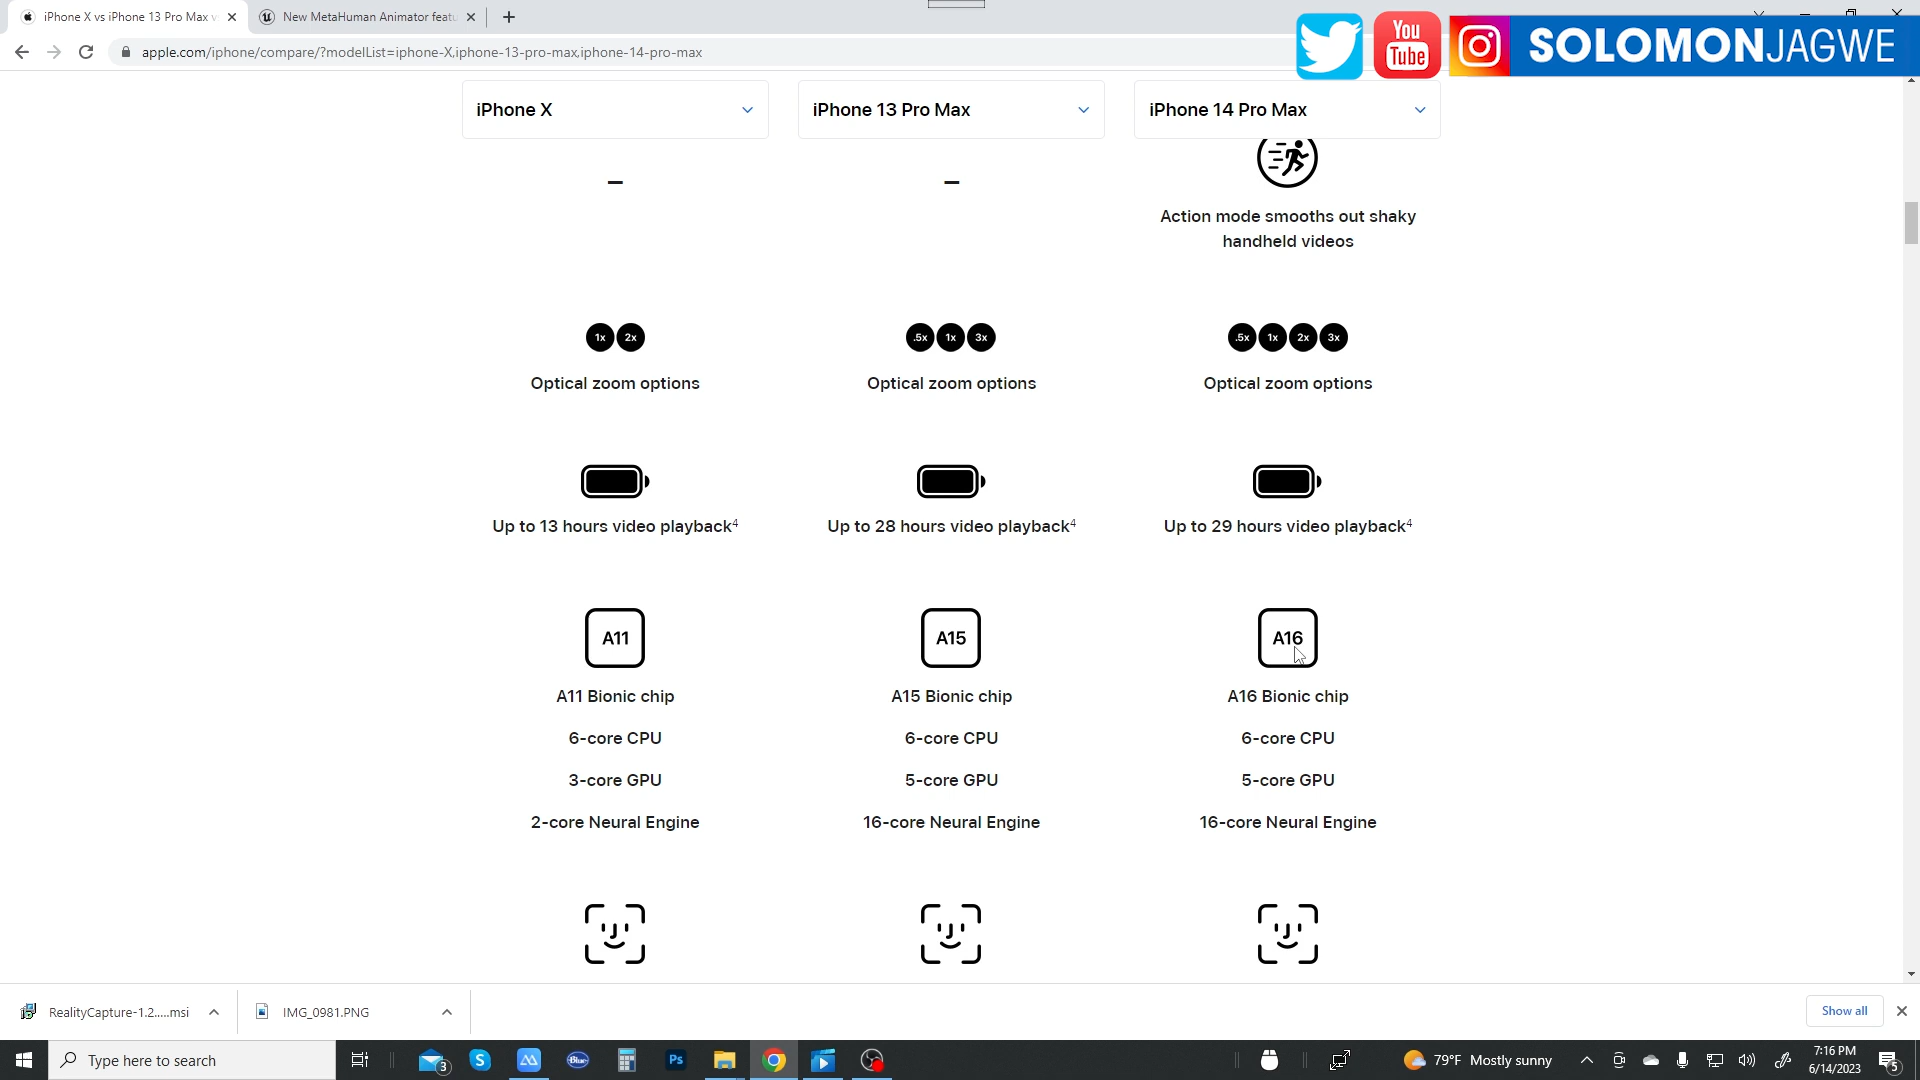 iPhone X vs iPhone 13 Pro Max v
New MetaHuman Animator featu
apple.com/iphone/compare/?modelList=iphone-X,iphone-13-pro-max,iphone-14-pro-max
You
Tube
SOLOMONJAGWE
iPhone X
iPhone 13 Pro Max
iPhone 14 Pro Max
–
–
Action mode smooths out shaky
handheld videos
1x 2x
.5x 1x 3x
.5x 1x 2x 3x
Optical zoom options
Optical zoom options
Optical zoom options
Up to 13 hours video playback4
Up to 28 hours video playback4
Up to 29 hours video playback4
A11
A15
A16
A11 Bionic chip
A15 Bionic chip
A16 Bionic chip
6-core CPU
6-core CPU
6-core CPU
3-core GPU
5-core GPU
5-core GPU
2-core Neural Engine
16-core Neural Engine
16-core Neural Engine
RealityCapture-1.2.....msi
IMG_0981.PNG
Show all
Type here to search
3
S
Blue
Ps
79°F Mostly sunny
7:16 PM
6/14/2023
5